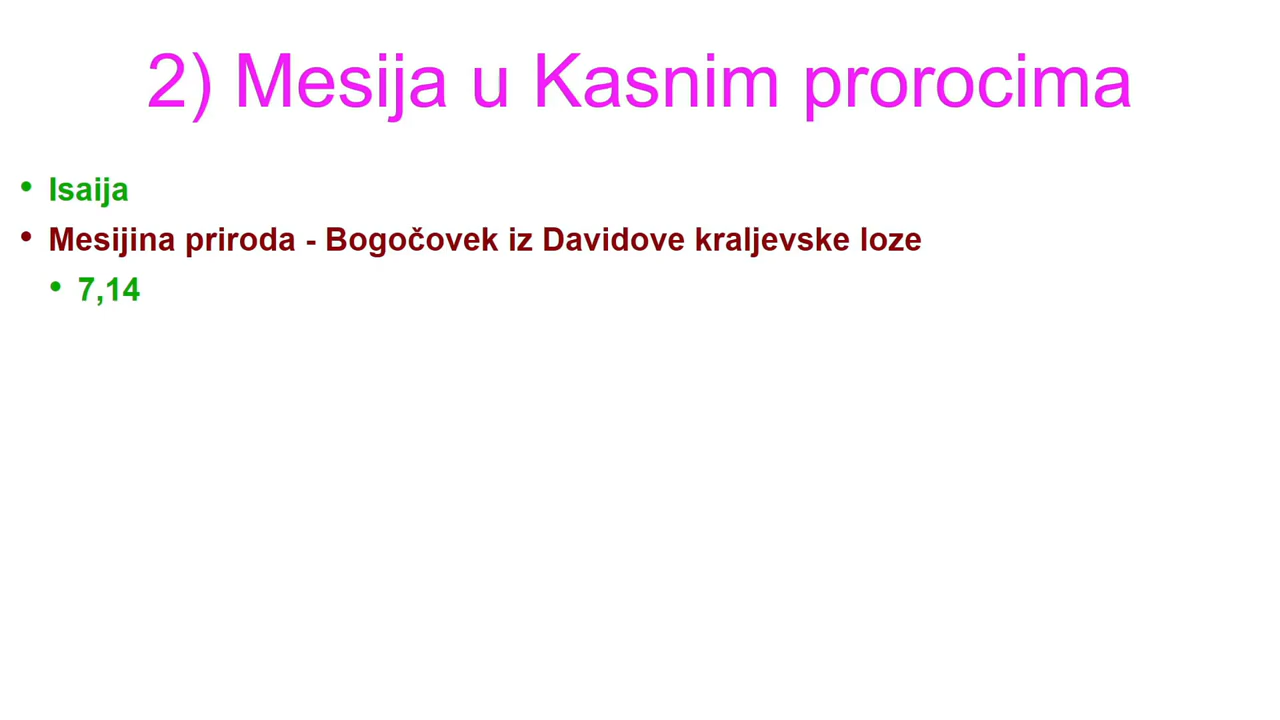 2) Mesija u Kasnim prorocima
• Isaija
• Mesijina priroda - Bogočovek iz Davidove kraljevske loze
• 7,14